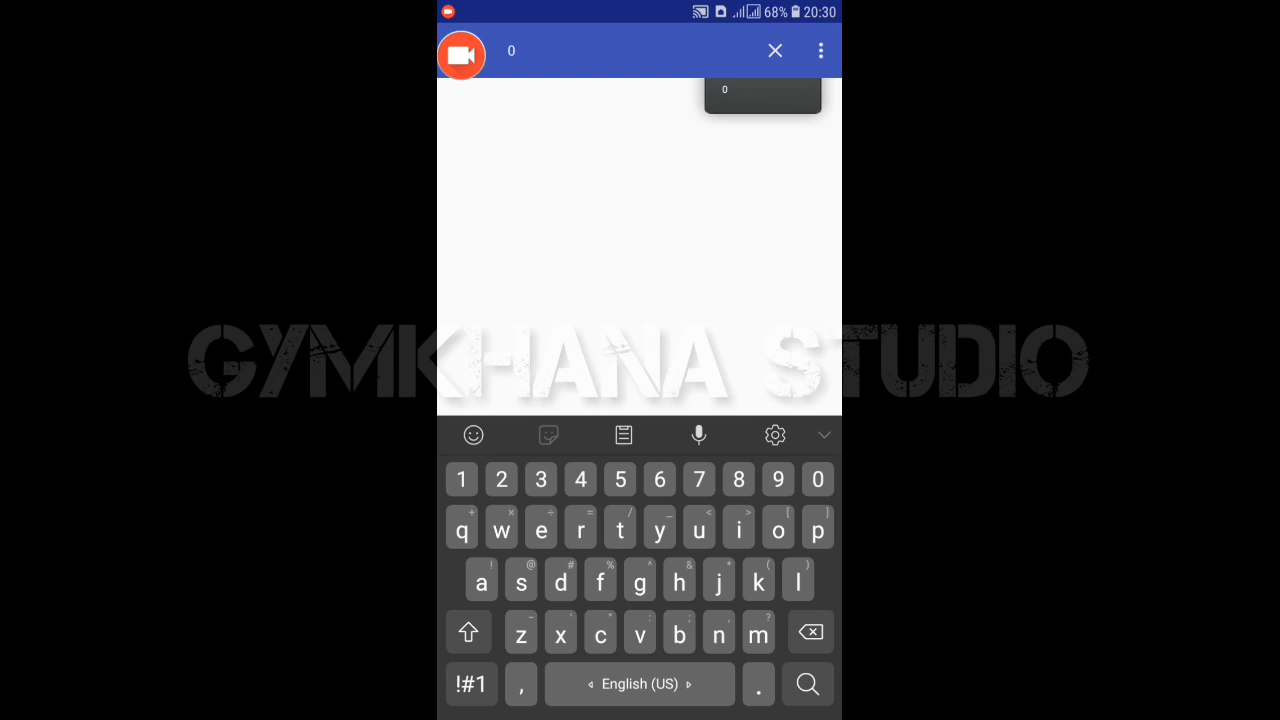 68% 20:30
0
0
GYMKHANA STUDIO
1 2 3 4 5 6 7 8 9 0
+ × ÷ = / _ < > [ ]
q w e r t y u i o p
! @ # % ^ & * ( )
a s d f g h j k l
- ' " : ; , ?
z x c v b n m
!#1 , English (US) .